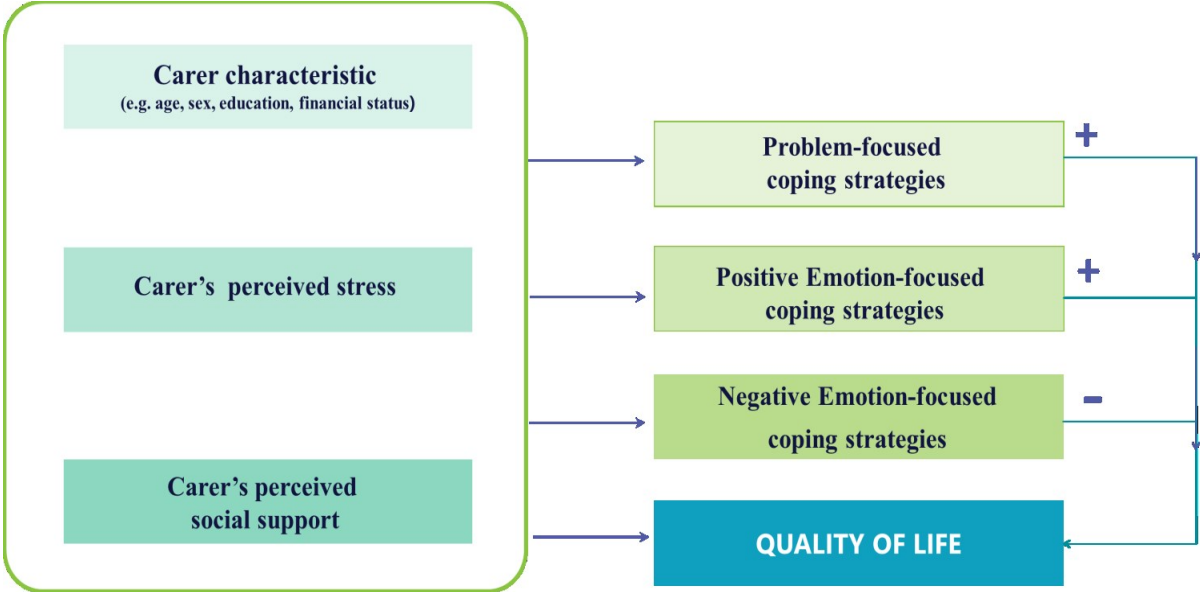 Carer characteristic
(e.g. age, sex, education, financial status)
Carer’s perceived stress
Carer’s perceived
social support
Problem-focused
coping strategies
+
Positive Emotion-focused
coping strategies
+
Negative Emotion-focused
coping strategies
-
QUALITY OF LIFE